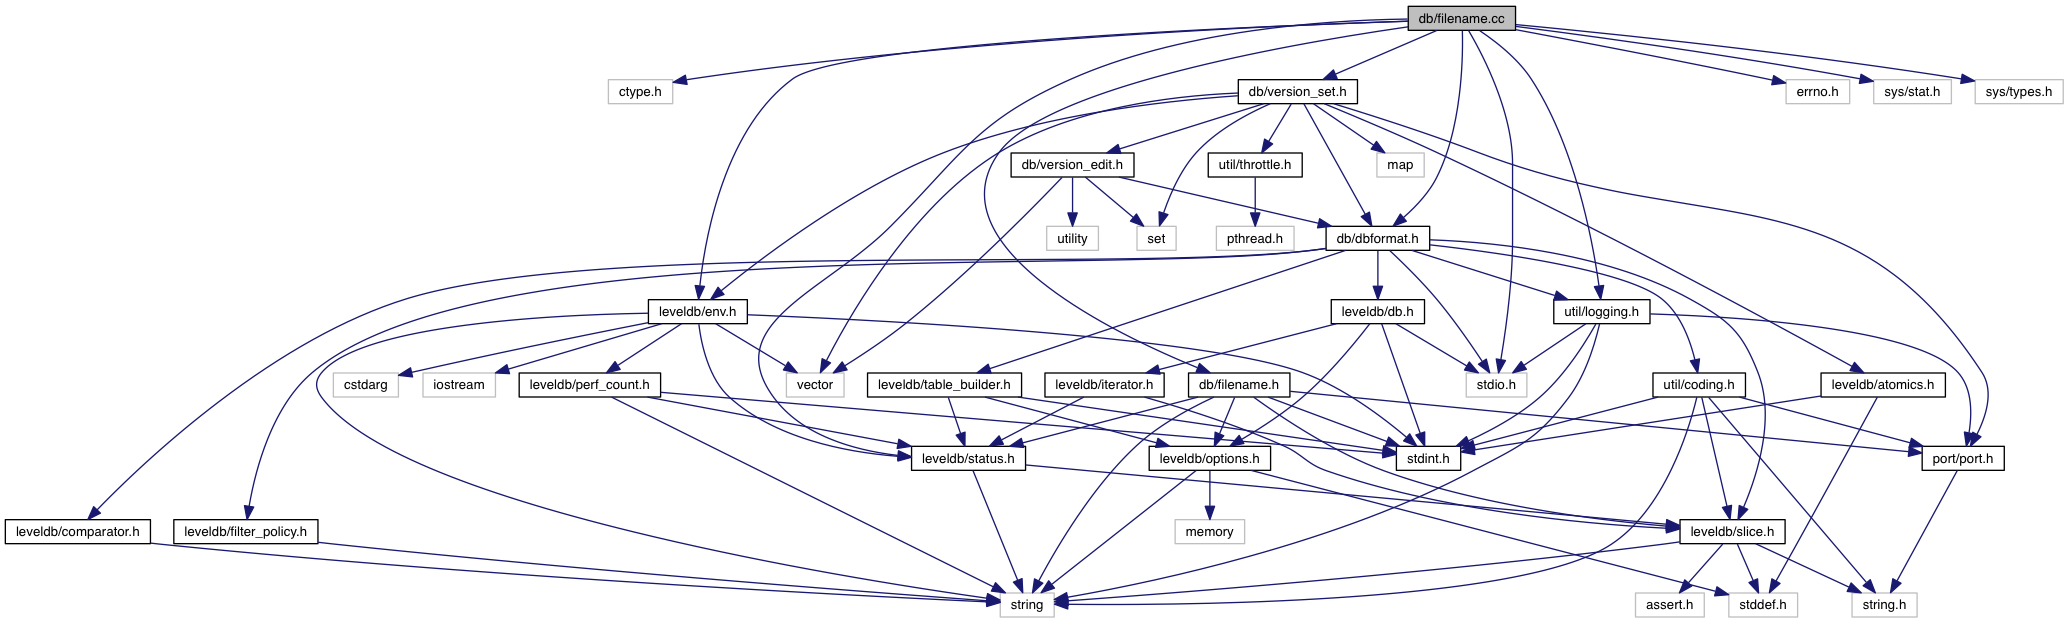 db/filename.cc
ctype.h
db/version_set.h
errno.h
sys/stat.h
sys/types.h
db/version_edit.h
util/throttle.h
map
utility
set
pthread.h
db/dbformat.h
leveldb/env.h
leveldb/db.h
util/logging.h
cstdarg
iostream
leveldb/perf_count.h
vector
leveldb/table_builder.h
leveldb/iterator.h
db/filename.h
stdio.h
util/coding.h
leveldb/atomics.h
leveldb/status.h
leveldb/options.h
stdint.h
port/port.h
leveldb/comparator.h
leveldb/filter_policy.h
memory
leveldb/slice.h
string
assert.h
stddef.h
string.h